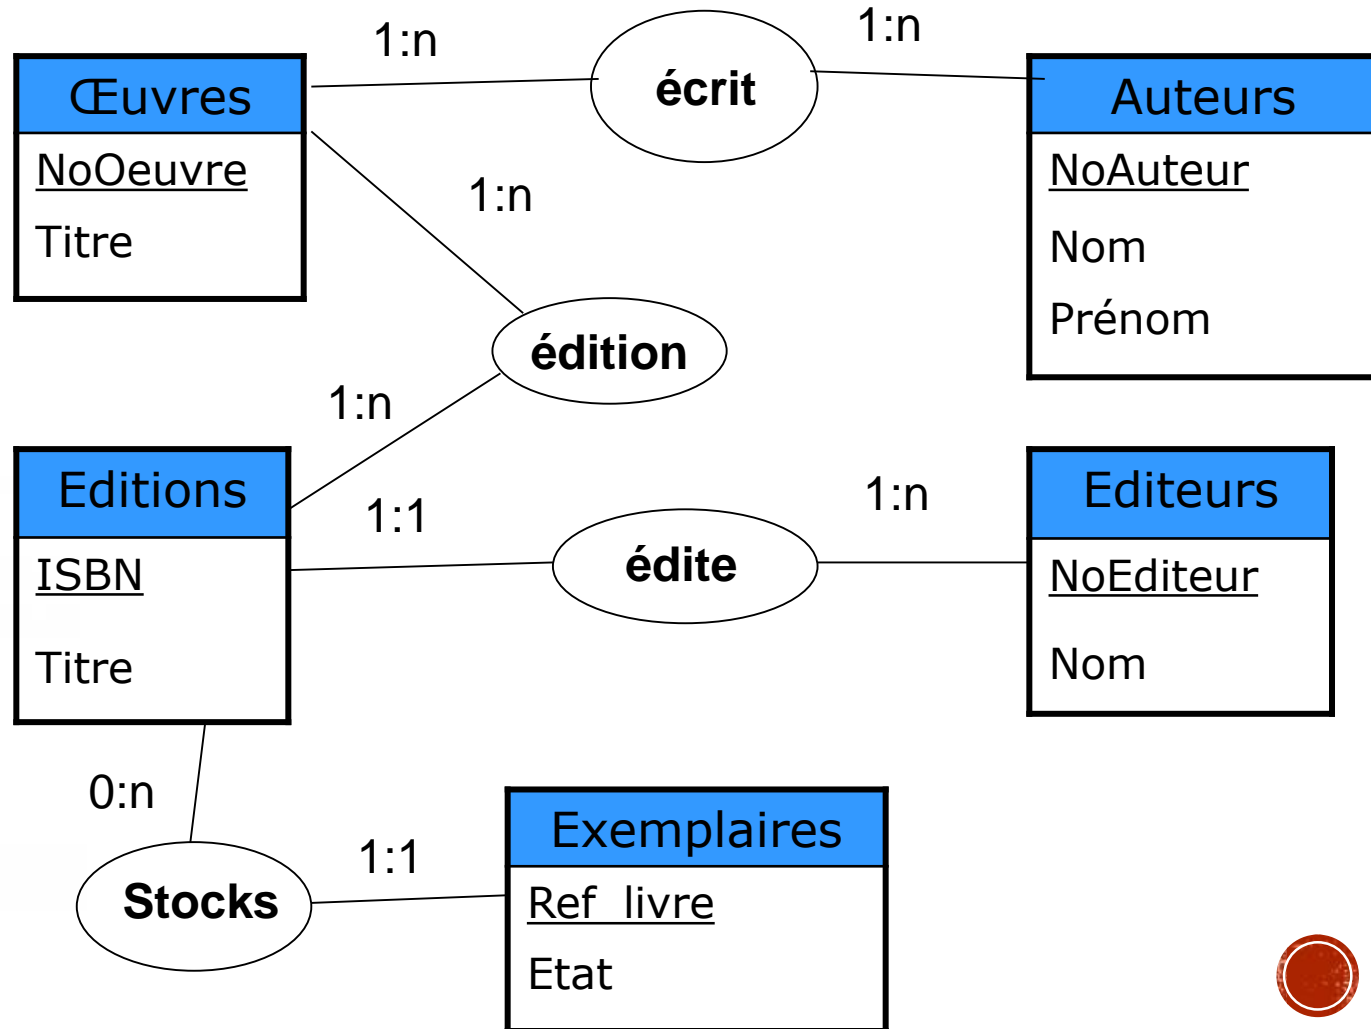 1:n
1:n
Œuvres
écrit
Auteurs
NoOeuvre
Titre
NoAuteur
Nom
Prénom
1:n
édition
1:n
Editions
ISBN
Titre
1:1
édite
1:n
Editeurs
NoEditeur
Nom
0:n
Stocks
1:1
Exemplaires
Ref_livre
Etat